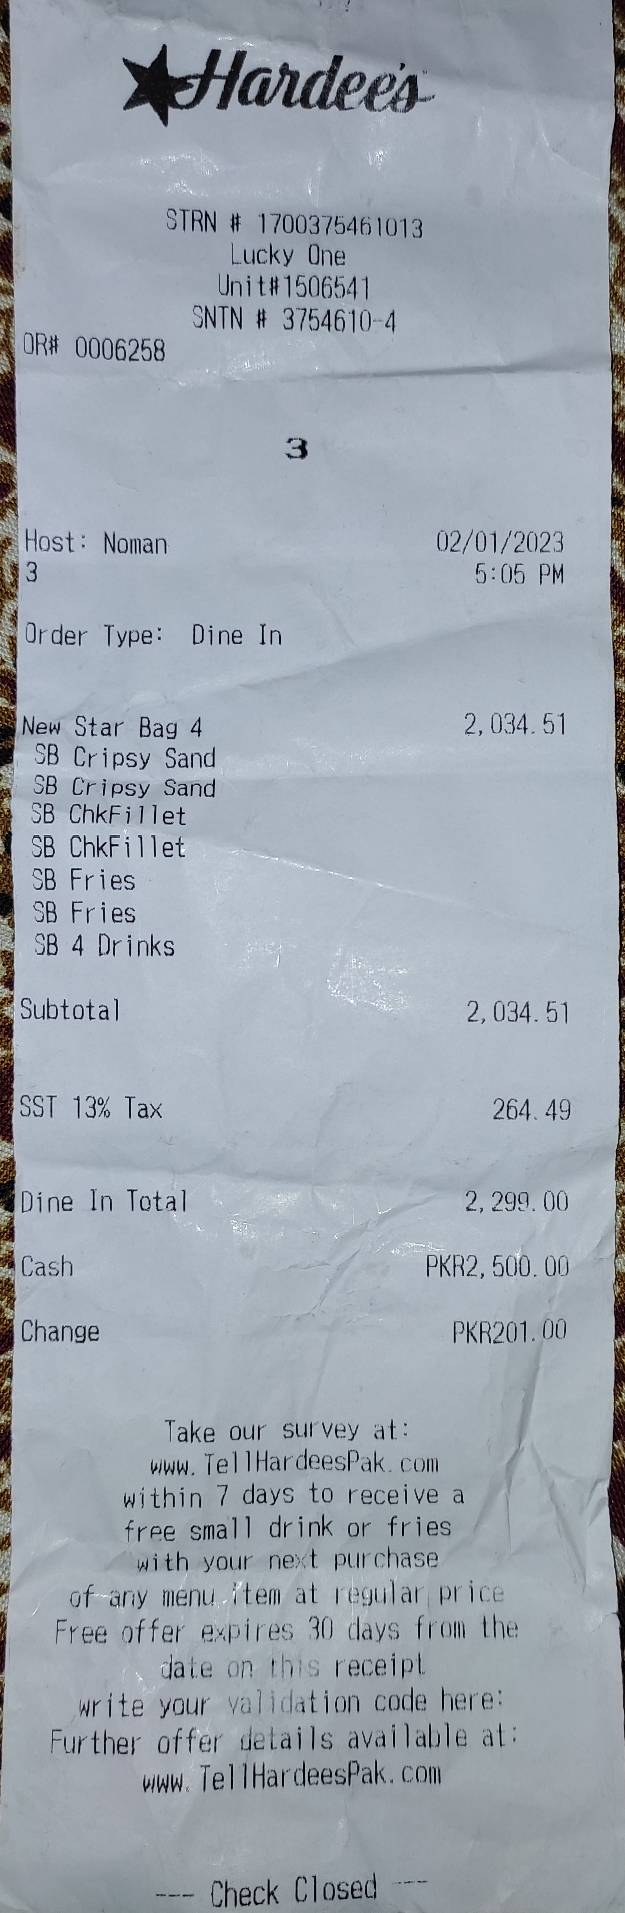 Hardee's
STRN # 1700375461013
Lucky One
Unit#1506541
SNTN # 3754610-4
OR# 0006258
3
Host: Noman 02/01/2023
3 5:05 PM
Order Type: Dine In
New Star Bag 4 2,034.51
SB Cripsy Sand
SB Cripsy Sand
SB ChkFillet
SB ChkFillet
SB Fries
SB Fries
SB 4 Drinks
Subtotal 2,034.51
SST 13% Tax 264.49
Dine In Total 2,299.00
Cash PKR2,500.00
Change PKR201.00
Take our survey at:
www.TellHardeesPak.com
within 7 days to receive a
free small drink or fries
with your next purchase
of any menu item at regular price
Free offer expires 30 days from the
date on this receipt
write your validation code here:
Further offer details available at:
www.TellHardeesPak.com
--- Check Closed ---